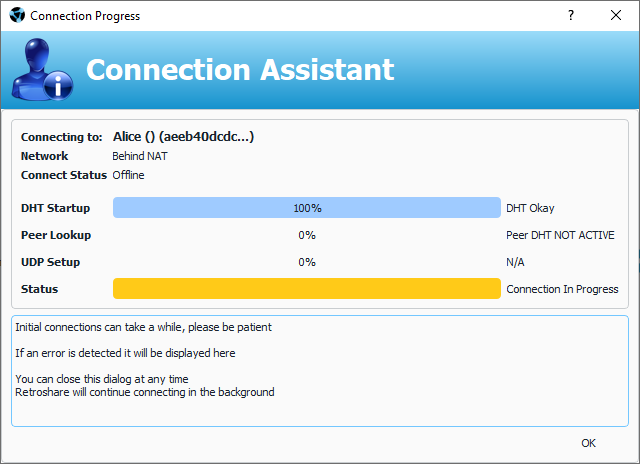 Connection Progress
?
Connection Assistant
Connecting to: Alice () (aeeb40dcdc...)
Network Behind NAT
Connect Status Offline
DHT Startup 100% DHT Okay
Peer Lookup 0% Peer DHT NOT ACTIVE
UDP Setup 0% N/A
Status Connection In Progress
Initial connections can take a while, please be patient
If an error is detected it will be displayed here
You can close this dialog at any time
Retroshare will continue connecting in the background
OK